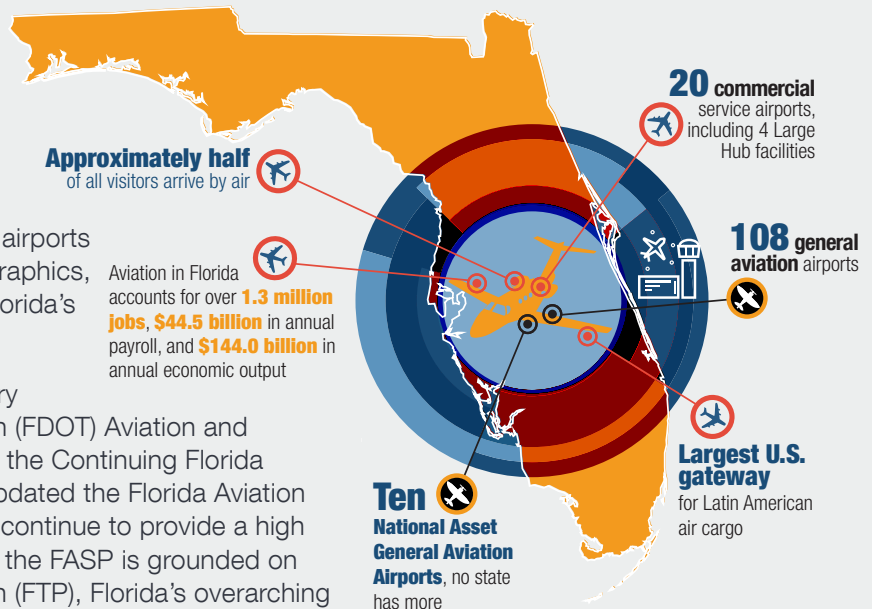 20 commercial
service airports,
including 4 Large
Hub facilities
Approximately half
of all visitors arrive by air
108 general
aviation airports
Aviation in Florida
accounts for over 1.3 million
jobs, $44.5 billion in annual
payroll, and $144.0 billion in
annual economic output
Largest U.S.
gateway
for Latin American
air cargo
Ten
National Asset
General Aviation
Airports, no state
has more
airports
raphics,
orida's
ry
n (FDOT) Aviation and
the Continuing Florida
pdated the Florida Aviation
continue to provide a high
the FASP is grounded on
n (FTP), Florida's overarching